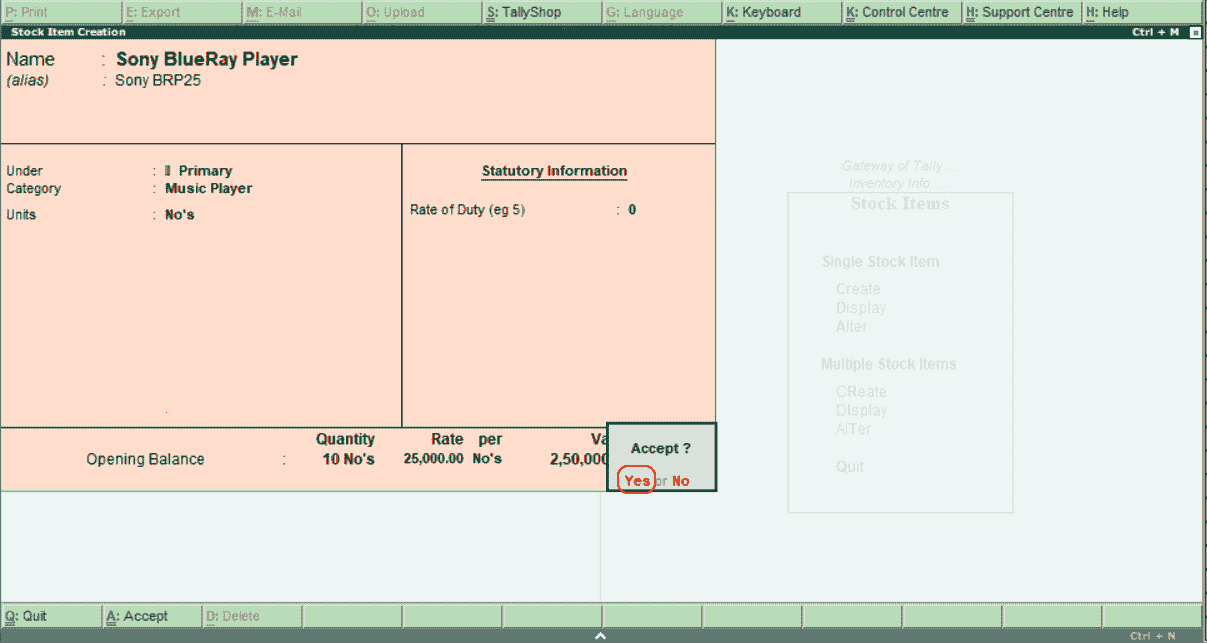 P: Print E: Export M: E-Mail O: Upload S: TallyShop G: Language K: Keyboard K: Control Centre H: Support Centre H: Help
Stock Item Creation Ctrl + M
Name : Sony BlueRay Player
(alias) : Sony BRP25
Under : Primary
Category : Music Player
Units : No's
Statutory Information
Rate of Duty (eg 5) : 0
Gateway of Tally ...
Inventory Info. ...
Stock Items
Single Stock Item
Create
Display
Alter
Multiple Stock Items
CReate
DIsplay
AlTer
Quit
Quantity Rate per
Opening Balance : 10 No's 25,000.00 No's 2,50,000
Accept ?
Yes or No
Q: Quit A: Accept D: Delete
Ctrl + N